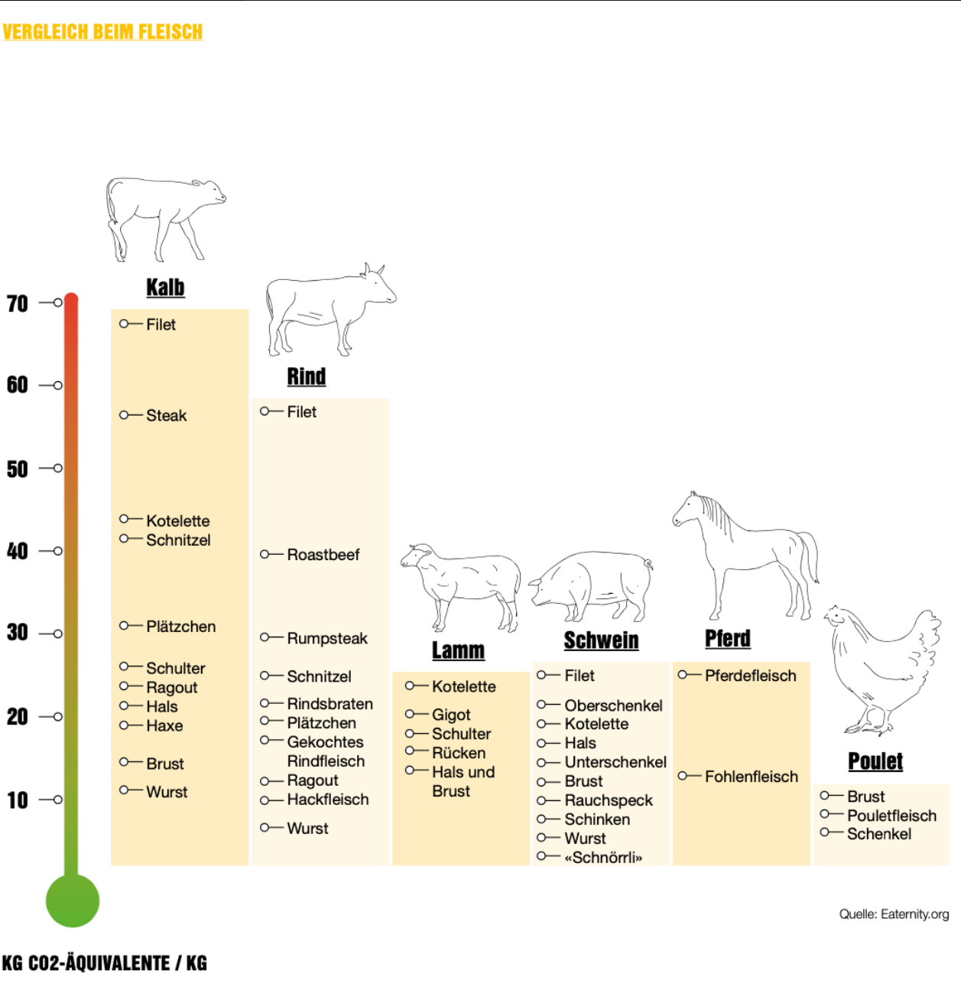 VERGLEICH BEIM FLEISCH
70
60
50
40
30
20
10
Kalb
Filet
Steak
Kotelette
Schnitzel
Plätzchen
Schulter
Ragout
Hals
Haxe
Brust
Wurst
Rind
Filet
Roastbeef
Rumpsteak
Schnitzel
Rindsbraten
Plätzchen
Gekochtes
Rindfleisch
Ragout
Hackfleisch
Wurst
Lamm
Kotelette
Gigot
Schulter
Rücken
Hals und
Brust
Schwein
Filet
Oberschenkel
Kotelette
Hals
Unterschenkel
Brust
Rauchspeck
Schinken
Wurst
«Schnörrli»
Pferd
Pferdefleisch
Fohlenfleisch
Poulet
Brust
Pouletfleisch
Schenkel
Quelle: Eaternity.org
KG CO2-ÄQUIVALENTE / KG